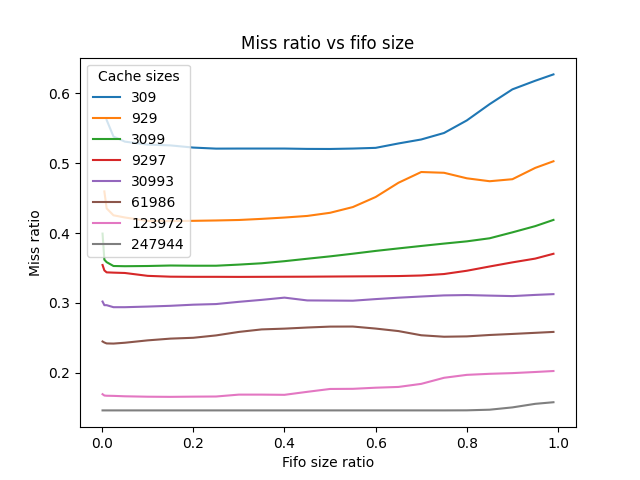 Miss ratio vs fifo size
Cache sizes
309
929
3099
9297
30993
61986
123972
247944
Miss ratio
0.6
0.5
0.4
0.3
0.2
0.0 0.2 0.4 0.6 0.8 1.0
Fifo size ratio